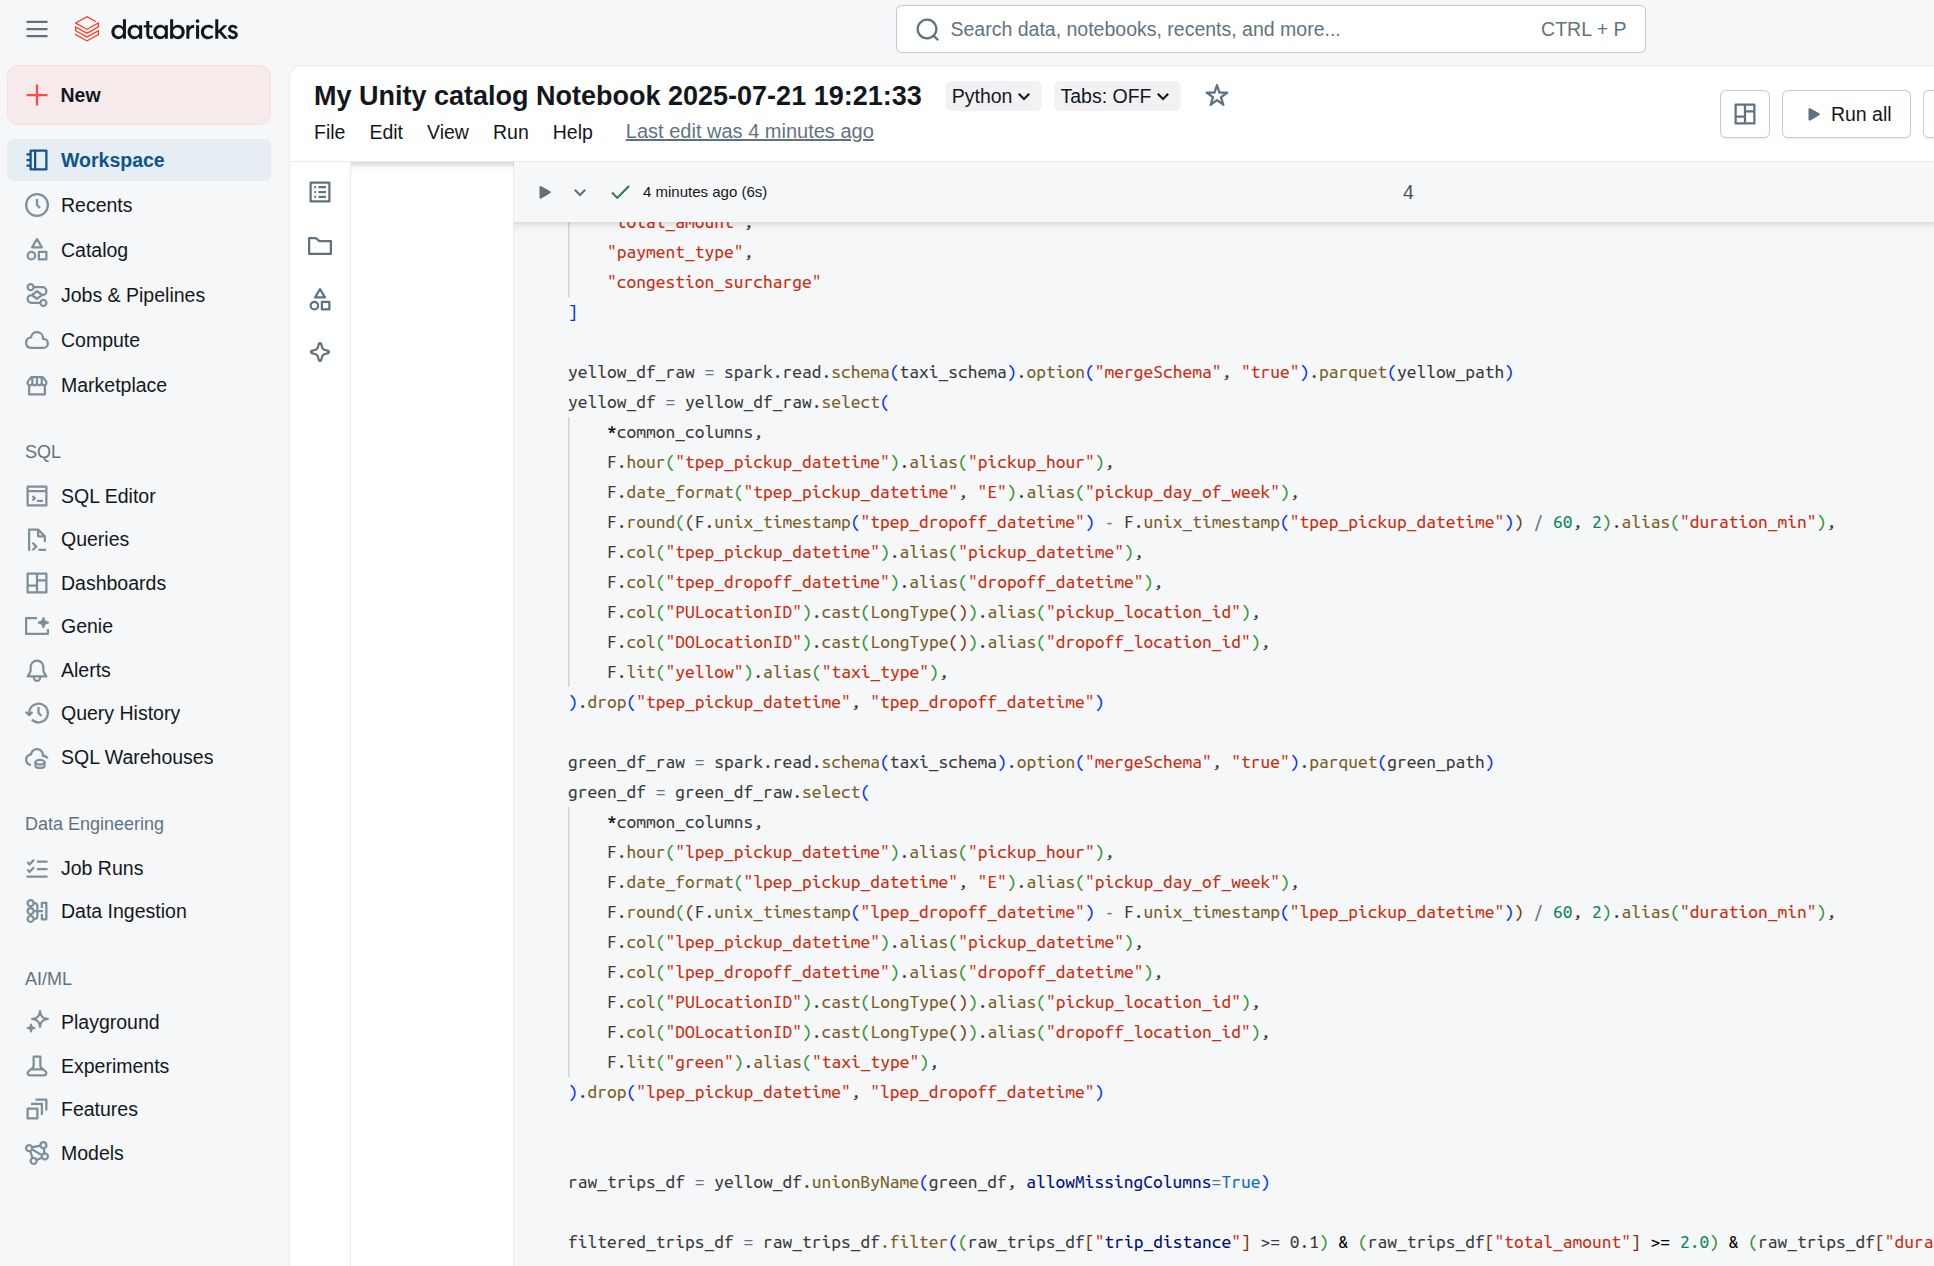 databricks
Search data, notebooks, recents, and more...
CTRL + P
New
Workspace
Recents
Catalog
Jobs & Pipelines
Compute
Marketplace
SQL
SQL Editor
Queries
Dashboards
Genie
Alerts
Query History
SQL Warehouses
Data Engineering
Job Runs
Data Ingestion
AI/ML
Playground
Experiments
Features
Models
My Unity catalog Notebook 2025-07-21 19:21:33
Python
Tabs: OFF
File Edit View Run Help Last edit was 4 minutes ago
Run all
4 minutes ago (6s)
4
"total_amount",
"payment_type",
"congestion_surcharge"
]
yellow_df_raw = spark.read.schema(taxi_schema).option("mergeSchema", "true").parquet(yellow_path)
yellow_df = yellow_df_raw.select(
*common_columns,
F.hour("tpep_pickup_datetime").alias("pickup_hour"),
F.date_format("tpep_pickup_datetime", "E").alias("pickup_day_of_week"),
F.round((F.unix_timestamp("tpep_dropoff_datetime") - F.unix_timestamp("tpep_pickup_datetime")) / 60, 2).alias("duration_min"),
F.col("tpep_pickup_datetime").alias("pickup_datetime"),
F.col("tpep_dropoff_datetime").alias("dropoff_datetime"),
F.col("PULocationID").cast(LongType()).alias("pickup_location_id"),
F.col("DOLocationID").cast(LongType()).alias("dropoff_location_id"),
F.lit("yellow").alias("taxi_type"),
).drop("tpep_pickup_datetime", "tpep_dropoff_datetime")
green_df_raw = spark.read.schema(taxi_schema).option("mergeSchema", "true").parquet(green_path)
green_df = green_df_raw.select(
*common_columns,
F.hour("lpep_pickup_datetime").alias("pickup_hour"),
F.date_format("lpep_pickup_datetime", "E").alias("pickup_day_of_week"),
F.round((F.unix_timestamp("lpep_dropoff_datetime") - F.unix_timestamp("lpep_pickup_datetime")) / 60, 2).alias("duration_min"),
F.col("lpep_pickup_datetime").alias("pickup_datetime"),
F.col("lpep_dropoff_datetime").alias("dropoff_datetime"),
F.col("PULocationID").cast(LongType()).alias("pickup_location_id"),
F.col("DOLocationID").cast(LongType()).alias("dropoff_location_id"),
F.lit("green").alias("taxi_type"),
).drop("lpep_pickup_datetime", "lpep_dropoff_datetime")
raw_trips_df = yellow_df.unionByName(green_df, allowMissingColumns=True)
filtered_trips_df = raw_trips_df.filter((raw_trips_df["trip_distance"] >= 0.1) & (raw_trips_df["total_amount"] >= 2.0) & (raw_trips_df["dura